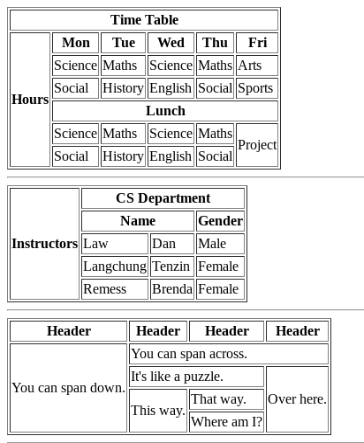 Time Table
Mon Tue Wed Thu Fri
Science Maths Science Maths Arts
Social History English Social Sports
Hours
Lunch
Science Maths Science Maths
Project
Social History English Social
CS Department
Name Gender
Instructors Law Dan Male
Langchung Tenzin Female
Remess Brenda Female
Header Header Header Header
You can span across.
It's like a puzzle.
You can span down. That way. Over here.
This way.
Where am I?